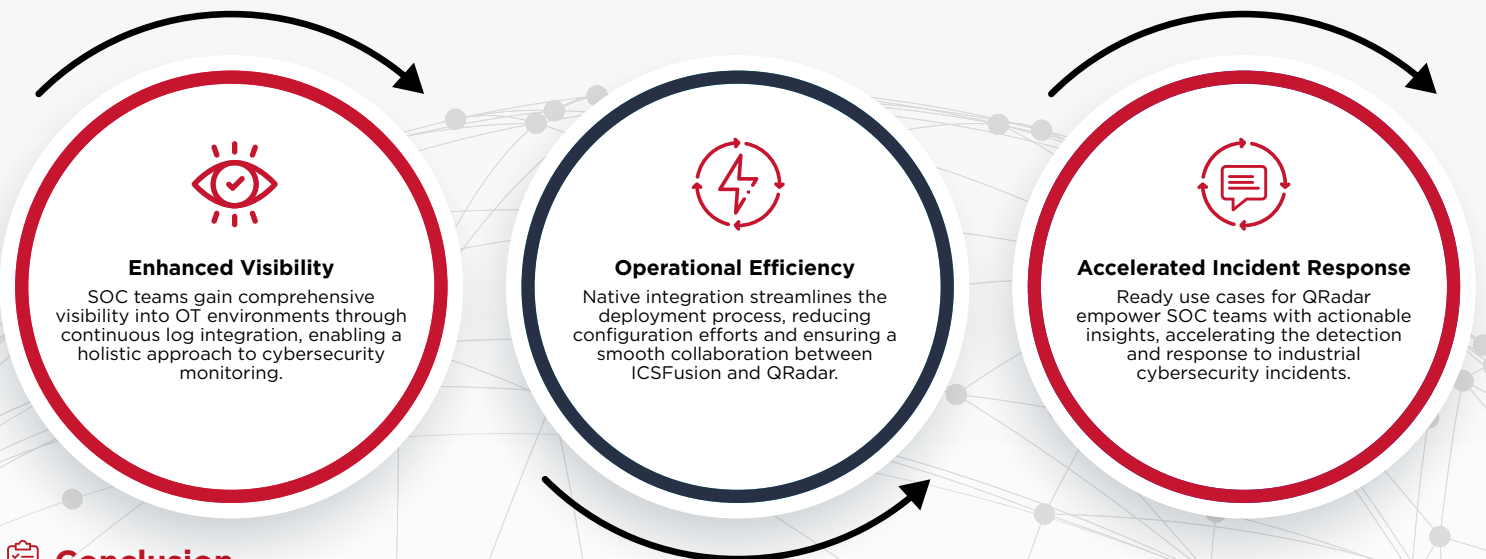 Enhanced Visibility
SOC teams gain comprehensive
visibility into OT environments through
continuous log integration, enabling a
holistic approach to cybersecurity
monitoring.
Operational Efficiency
Native integration streamlines the
deployment process, reducing
configuration efforts and ensuring a
smooth collaboration between
ICSFusion and QRadar.
Accelerated Incident Response
Ready use cases for QRadar
empower SOC teams with actionable
insights, accelerating the detection
and response to industrial
cybersecurity incidents.
Conclusion